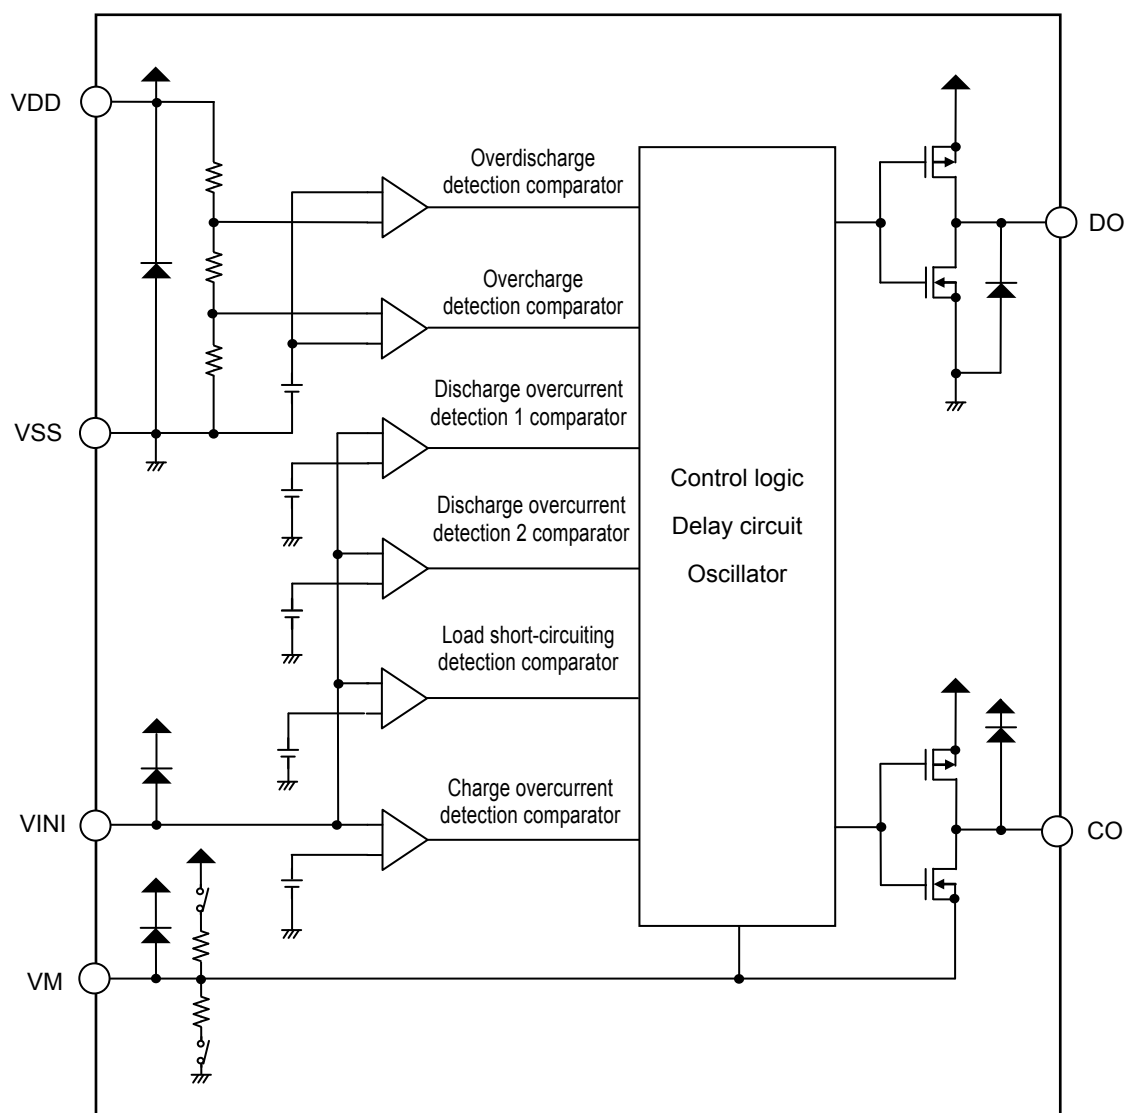 VDD
Overdischarge
detection comparator
DO
Overcharge
detection comparator
Discharge overcurrent
detection 1 comparator
VSS
Control logic
Delay circuit
Oscillator
Discharge overcurrent
detection 2 comparator
Load short-circuiting
detection comparator
Charge overcurrent
detection comparator
VINI
CO
VM